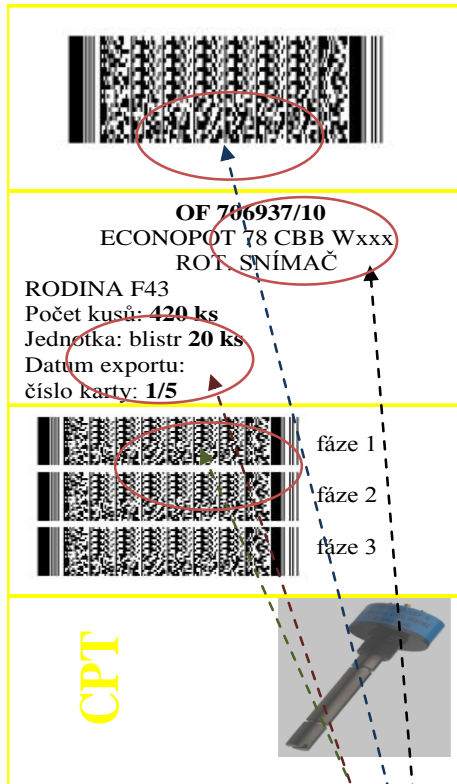 OF 706937/10
ECONOPOT 78 CBB Wxxx
ROT. SNÍMAČ
RODINA F43
Počet kusů: 420 ks
Jednotka: blistr 20 ks
Datum exportu:
číslo karty: 1/5
fáze 1
fáze 2
fáze 3
CPT